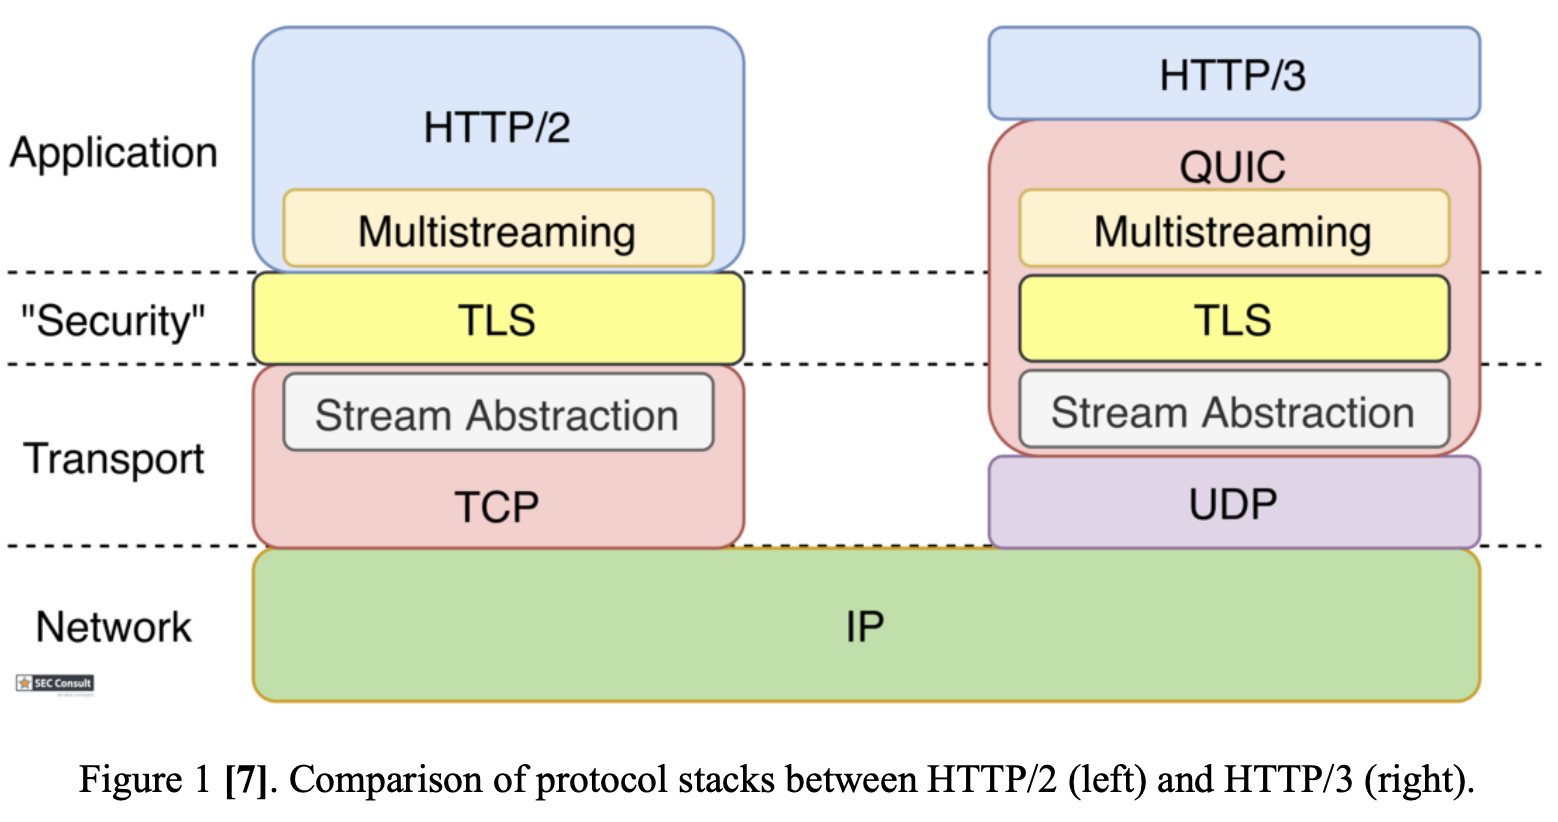 HTTP/2
HTTP/3
Application
QUIC
Multistreaming
Multistreaming
"Security"
TLS
TLS
Stream Abstraction
Stream Abstraction
Transport
TCP
UDP
Network
IP
SEC Consult
Figure 1 [7]. Comparison of protocol stacks between HTTP/2 (left) and HTTP/3 (right).